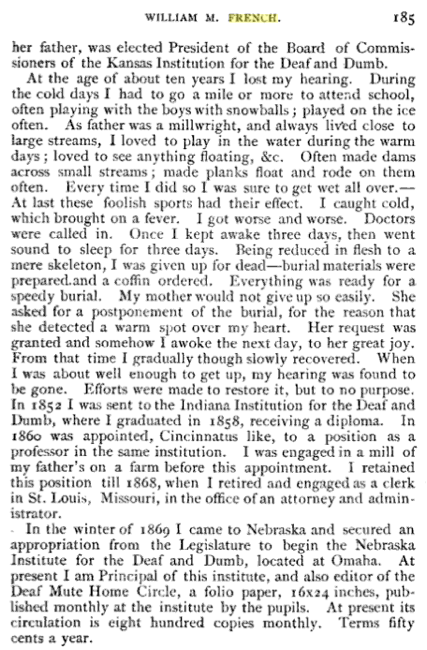 WILLIAM M. FRENCH. 185
her father, was elected President of the Board of Commis-
sioners of the Kansas Institution for the Deaf and Dumb.
At the age of about ten years I lost my hearing. During
the cold days I had to go a mile or more to attend school,
often playing with the boys with snowballs; played on the ice
often. As father was a millwright, and always lived close to
large streams, I loved to play in the water during the warm
days; loved to see anything floating, &c. Often made dams
across small streams; made planks float and rode on them
often. Every time I did so I was sure to get wet all over.—
At last these foolish sports had their effect. I caught cold,
which brought on a fever. I got worse and worse. Doctors
were called in. Once I kept awake three days, then went
sound to sleep for three days. Being reduced in flesh to a
mere skeleton, I was given up for dead—burial materials were
prepared.and a coffin ordered. Everything was ready for a
speedy burial. My mother would not give up so easily. She
asked for a postponement of the burial, for the reason that
she detected a warm spot over my heart. Her request was
granted and somehow I awoke the next day, to her great joy.
From that time I gradually though slowly recovered. When
I was about well enough to get up, my hearing was found to
be gone. Efforts were made to restore it, but to no purpose.
In 1852 I was sent to the Indiana Institution for the Deaf and
Dumb, where I graduated in 1858, receiving a diploma. In
1860 was appointed, Cincinnatus like, to a position as a
professor in the same institution. I was engaged in a mill of
my father's on a farm before this appointment. I retained
this position till 1868, when I retired and engaged as a clerk
in St. Louis, Missouri, in the office of an attorney and admin-
istrator.
In the winter of 1869 I came to Nebraska and secured an
appropriation from the Legislature to begin the Nebraska
Institute for the Deaf and Dumb, located at Omaha. At
present I am Principal of this institute, and also editor of the
Deaf Mute Home Circle, a folio paper, 16x24 inches, pub-
lished monthly at the institute by the pupils. At present its
circulation is eight hundred copies monthly. Terms fifty
cents a year.